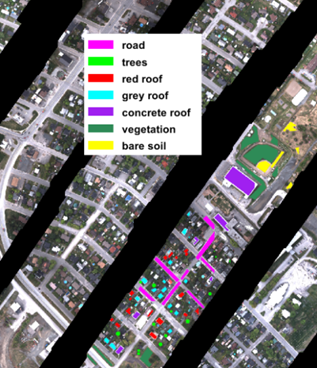 road
trees
red roof
grey roof
concrete roof
vegetation
bare soil